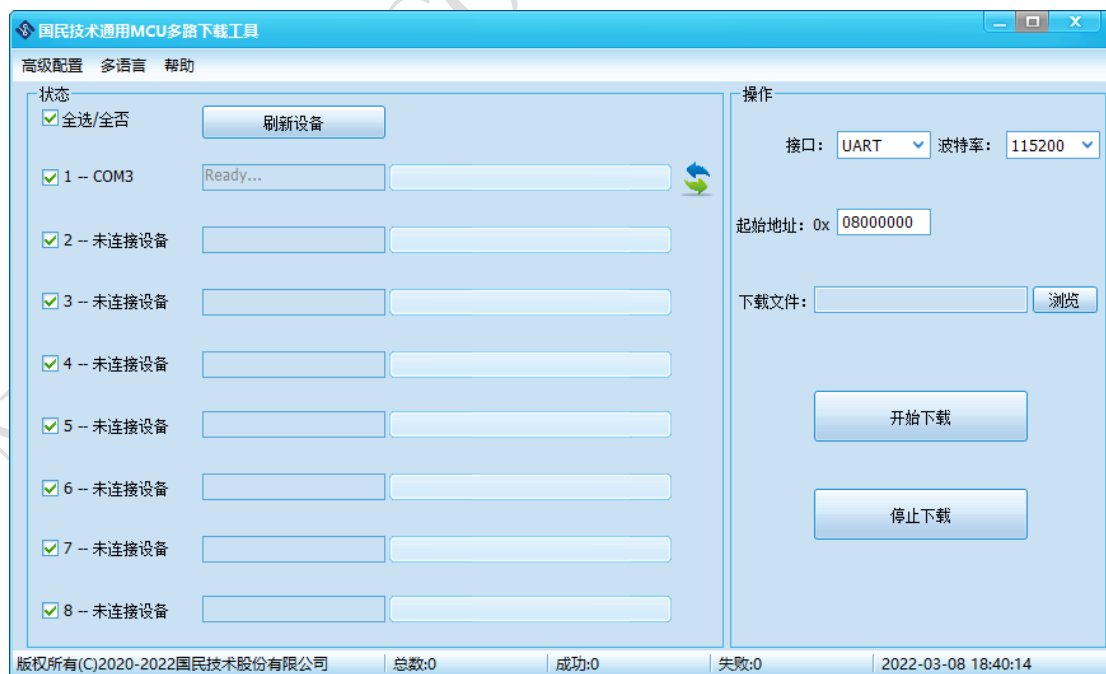 国民技术通用MCU多路下载工具
高级配置 多语言 帮助
状态
全选/全否 刷新设备
1 -- COM3 Ready...
2 -- 未连接设备
3 -- 未连接设备
4 -- 未连接设备
5 -- 未连接设备
6 -- 未连接设备
7 -- 未连接设备
8 -- 未连接设备
操作
接口: UART 波特率: 115200
起始地址: 0x 08000000
下载文件: 浏览
开始下载
停止下载
版权所有(C)2020-2022国民技术股份有限公司 总数:0 成功:0 失败:0 2022-03-08 18:40:14